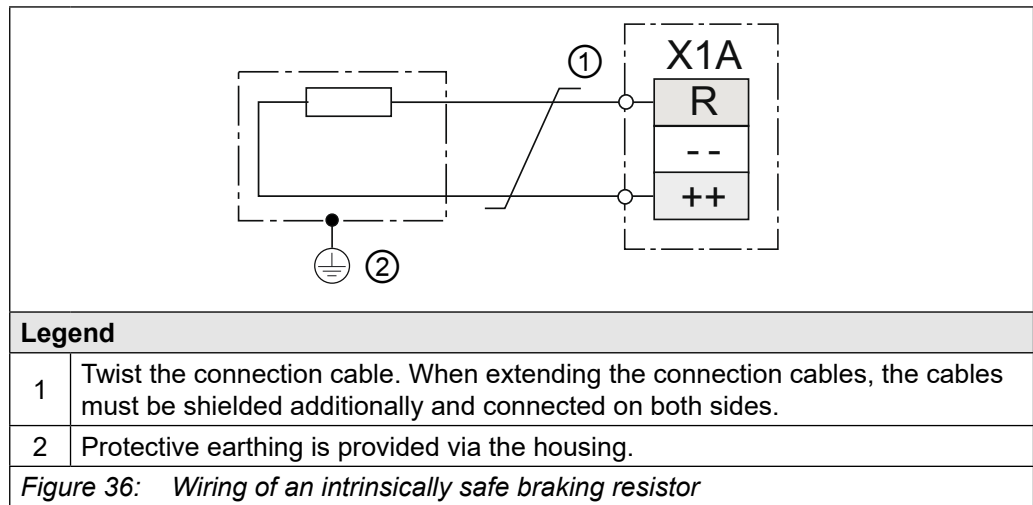 ①
X1A
R
--
++
②
Legend
1
Twist the connection cable. When extending the connection cables, the cables
must be shielded additionally and connected on both sides.
2
Protective earthing is provided via the housing.
Figure 36: Wiring of an intrinsically safe braking resistor